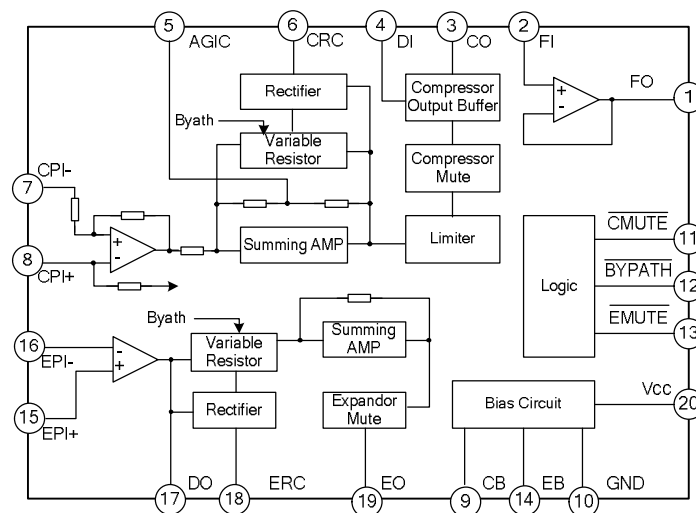 5
AGIC
6
CRC
4
DI
3
CO
2
FI
Rectifier
Compressor
Output Buffer
+
-
FO
1
Byath
Variable
Resistor
Compressor
Mute
CPI-
7
+
-
Summing AMP
Limiter
CMUTE
11
8
CPI+
Logic
BYPATH
12
EMUTE
13
Byath
Summing
AMP
16
EPI-
-
+
Variable
Resistor
15
EPI+
Rectifier
Expandor
Mute
Bias Circuit
Vcc
20
17
DO
18
ERC
19
EO
9
CB
14
EB
10
GND